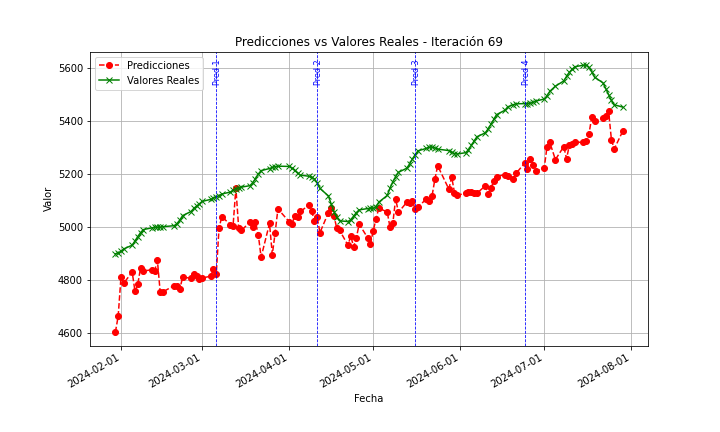 Predicciones vs Valores Reales - Iteración 69
Predicciones
Valores Reales
Pred 1
Pred 2
Pred 3
Pred 4
Valor
5600
5400
5200
5000
4800
4600
2024-02-01
2024-03-01
2024-04-01
2024-05-01
2024-06-01
2024-07-01
2024-08-01
Fecha